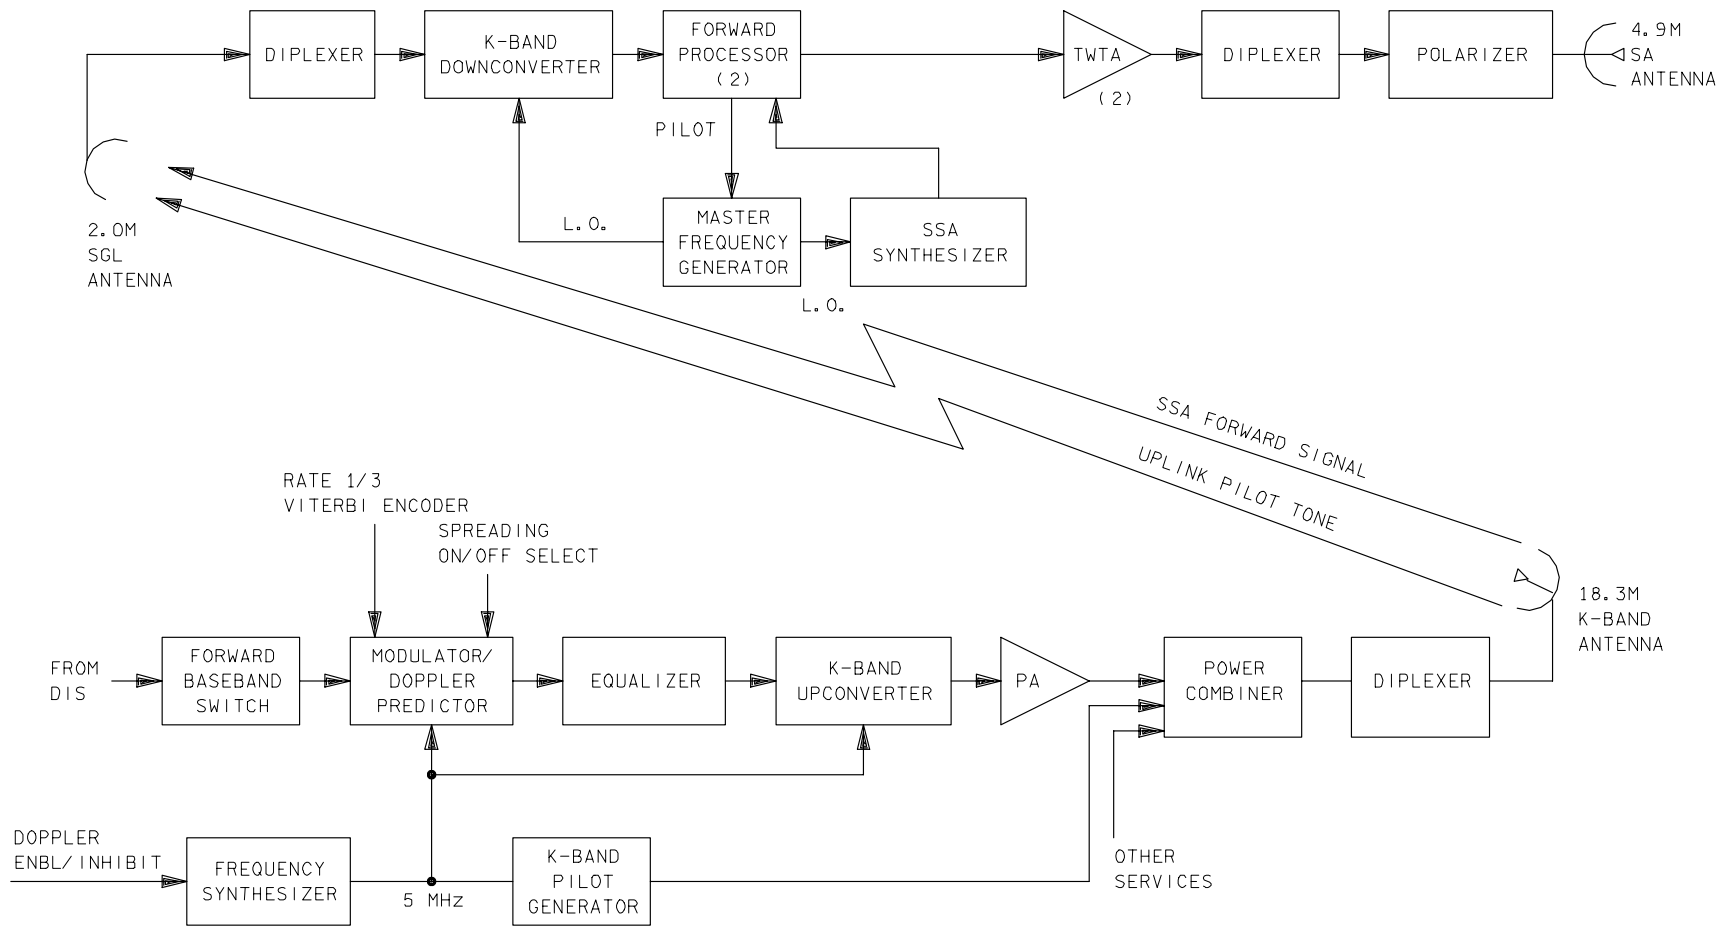 DIPLEXER
K-BAND
DOWNCONVERTER
FORWARD
PROCESSOR
(2)
TWTA
(2)
DIPLEXER
POLARIZER
4.9M
SA
ANTENNA
PILOT
2.0M
SGL
ANTENNA
L.O.
MASTER
FREQUENCY
GENERATOR
SSA
SYNTHESIZER
L.O.
SSA FORWARD SIGNAL
UPLINK PILOT TONE
RATE 1/3
VITERBI ENCODER
SPREADING
ON/OFF SELECT
18.3M
K-BAND
ANTENNA
FROM
DIS
FORWARD
BASEBAND
SWITCH
MODULATOR/
DOPPLER
PREDICTOR
EQUALIZER
K-BAND
UPCONVERTER
PA
POWER
COMBINER
DIPLEXER
DOPPLER
ENBL/INHIBIT
FREQUENCY
SYNTHESIZER
5 MHz
K-BAND
PILOT
GENERATOR
OTHER
SERVICES